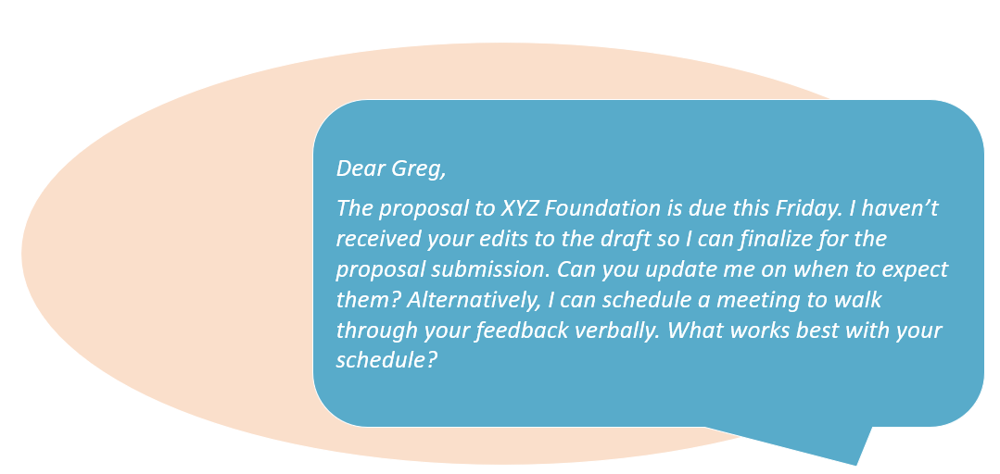 Dear Greg,
The proposal to XYZ Foundation is due this Friday. I haven’t
received your edits to the draft so I can finalize for the
proposal submission. Can you update me on when to expect
them? Alternatively, I can schedule a meeting to walk
through your feedback verbally. What works best with your
schedule?